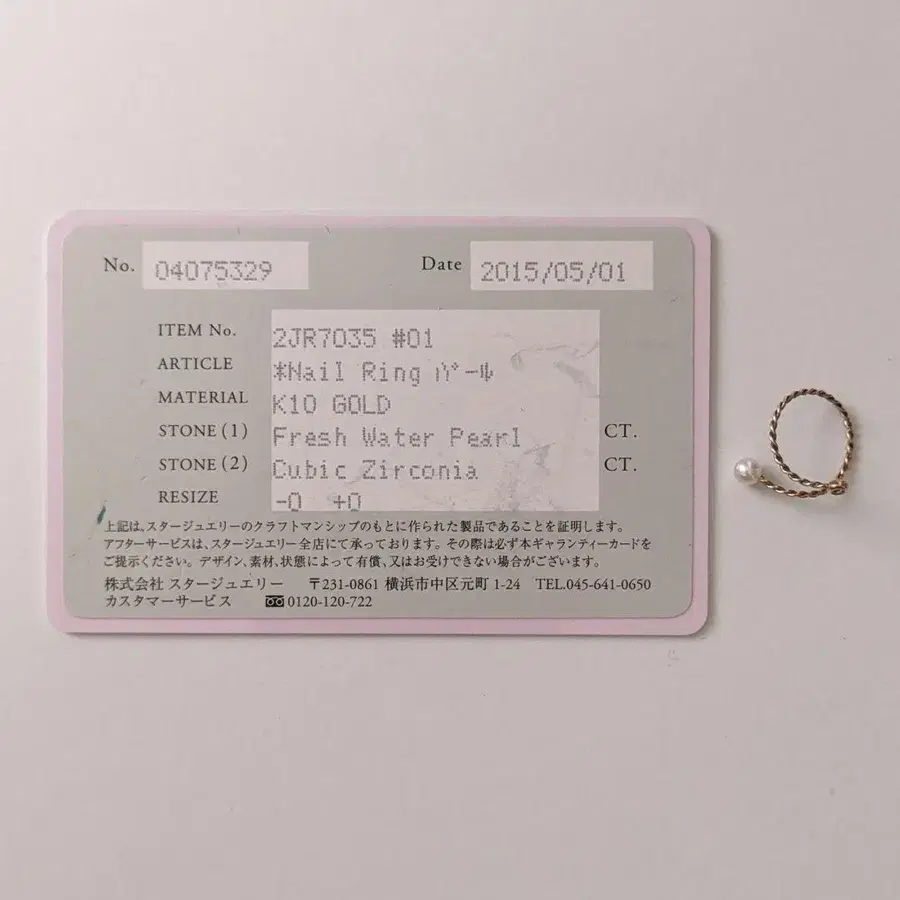 No. 04075329 Date 2015/05/01
ITEM No. 2JR7035 #01
ARTICLE *Nail Ring パール
MATERIAL K10 GOLD
STONE (1) Fresh Water Pearl CT.
STONE (2) Cubic Zirconia CT.
RESIZE -0 +0
上記は、スタージュエリーのクラフトマンシップのもとに作られた製品であることを証明します。
アフターサービスは、スタージュエリー全店にて承っております。その際は必ず本ギャランティーカードを
ご提示ください。デザイン、素材、状態によって有償、又はお受けできない場合がございます。
株式会社 スタージュエリー 〒231-0861 横浜市中区元町 1-24 TEL.045-641-0650
カスタマーサービス 0120-120-722